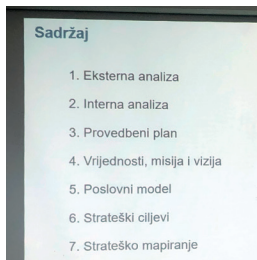 Sadržaj
1. Eksterna analiza
2. Interna analiza
3. Provedbeni plan
4. Vrijednosti, misija i vizija
5. Poslovni model
6. Strateški ciljevi
7. Strateško mapiranje